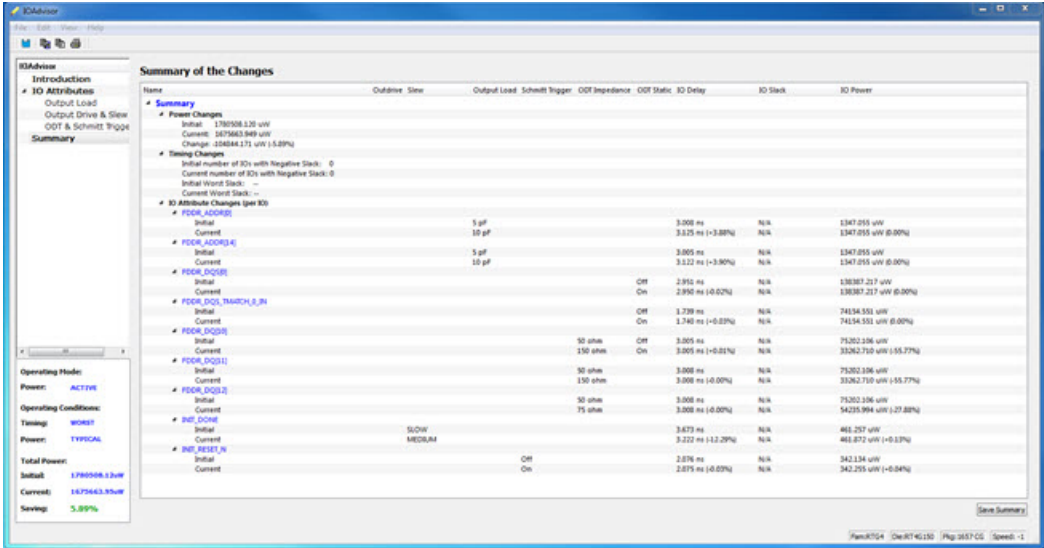 IOAdvisor
File Edit View Help
IOAdvisor
Introduction
IO Attributes
Output Load
Output Drive & Slew
ODT & Schmitt Trigge
Summary
Operating Mode:
Power: ACTIVE
Operating Conditions:
Timing: WORST
Power: TYPICAL
Total Power:
Initial: 1780508.12uW
Current: 1675663.95uW
Saving: 5.89%
Summary of the Changes
Name Outdrive Slew Output Load Schmitt Trigger ODT Impedance ODT Static IO Delay IO Slack IO Power
Summary
Power Changes
Initial: 1780508.120 uW
Current: 1675663.949 uW
Change: -104844.171 uW (-5.89%)
Timing Changes
Initial number of IOs with Negative Slack: 0
Current number of IOs with Negative Slack: 0
Initial Worst Slack: --
Current Worst Slack: --
IO Attribute Changes (per IO)
FDDR_ADDR[0]
Initial 5 pF 3.008 ns N/A 1347.055 uW
Current 10 pF 3.125 ns (+3.88%) N/A 1347.055 uW (0.00%)
FDDR_ADDR[14]
Initial 5 pF 3.005 ns N/A 1347.055 uW
Current 10 pF 3.122 ns (+3.90%) N/A 1347.055 uW (0.00%)
FDDR_DQS[0]
Initial Off 2.951 ns N/A 138387.217 uW
Current On 2.950 ns (-0.02%) N/A 138387.217 uW (0.00%)
FDDR_DQS_TMATCH_0_IN
Initial Off 1.739 ns N/A 74154.551 uW
Current On 1.740 ns (+0.03%) N/A 74154.551 uW (0.00%)
FDDR_DQ[10]
Initial 50 ohm Off 3.005 ns N/A 75202.106 uW
Current 150 ohm On 3.005 ns (+0.01%) N/A 33262.710 uW (-55.77%)
FDDR_DQ[11]
Initial 50 ohm 3.008 ns N/A 75202.106 uW
Current 150 ohm 3.008 ns (-0.00%) N/A 33262.710 uW (-55.77%)
FDDR_DQ[12]
Initial 50 ohm 3.008 ns N/A 75202.106 uW
Current 75 ohm 3.008 ns (-0.00%) N/A 54235.994 uW (-27.88%)
INIT_DONE
Initial SLOW 3.673 ns N/A 461.257 uW
Current MEDIUM 3.222 ns (-12.29%) N/A 461.872 uW (+0.13%)
INIT_RESET_N
Initial Off 2.076 ns N/A 342.134 uW
Current On 2.075 ns (-0.03%) N/A 342.255 uW (+0.04%)
Save Summary
Fam:RTG4 Die:RT4G150 Pkg:1657 CG Speed: -1